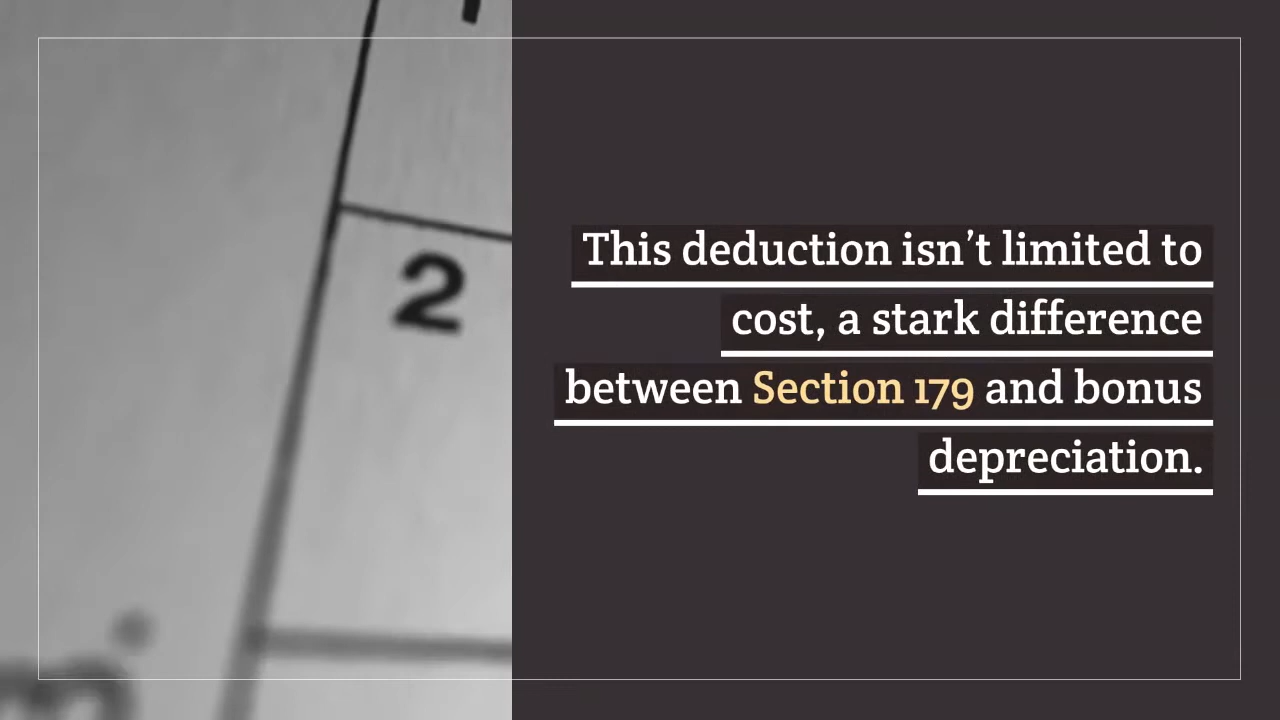 2
This deduction isn’t limited to
cost, a stark difference
between Section 179 and bonus
depreciation.